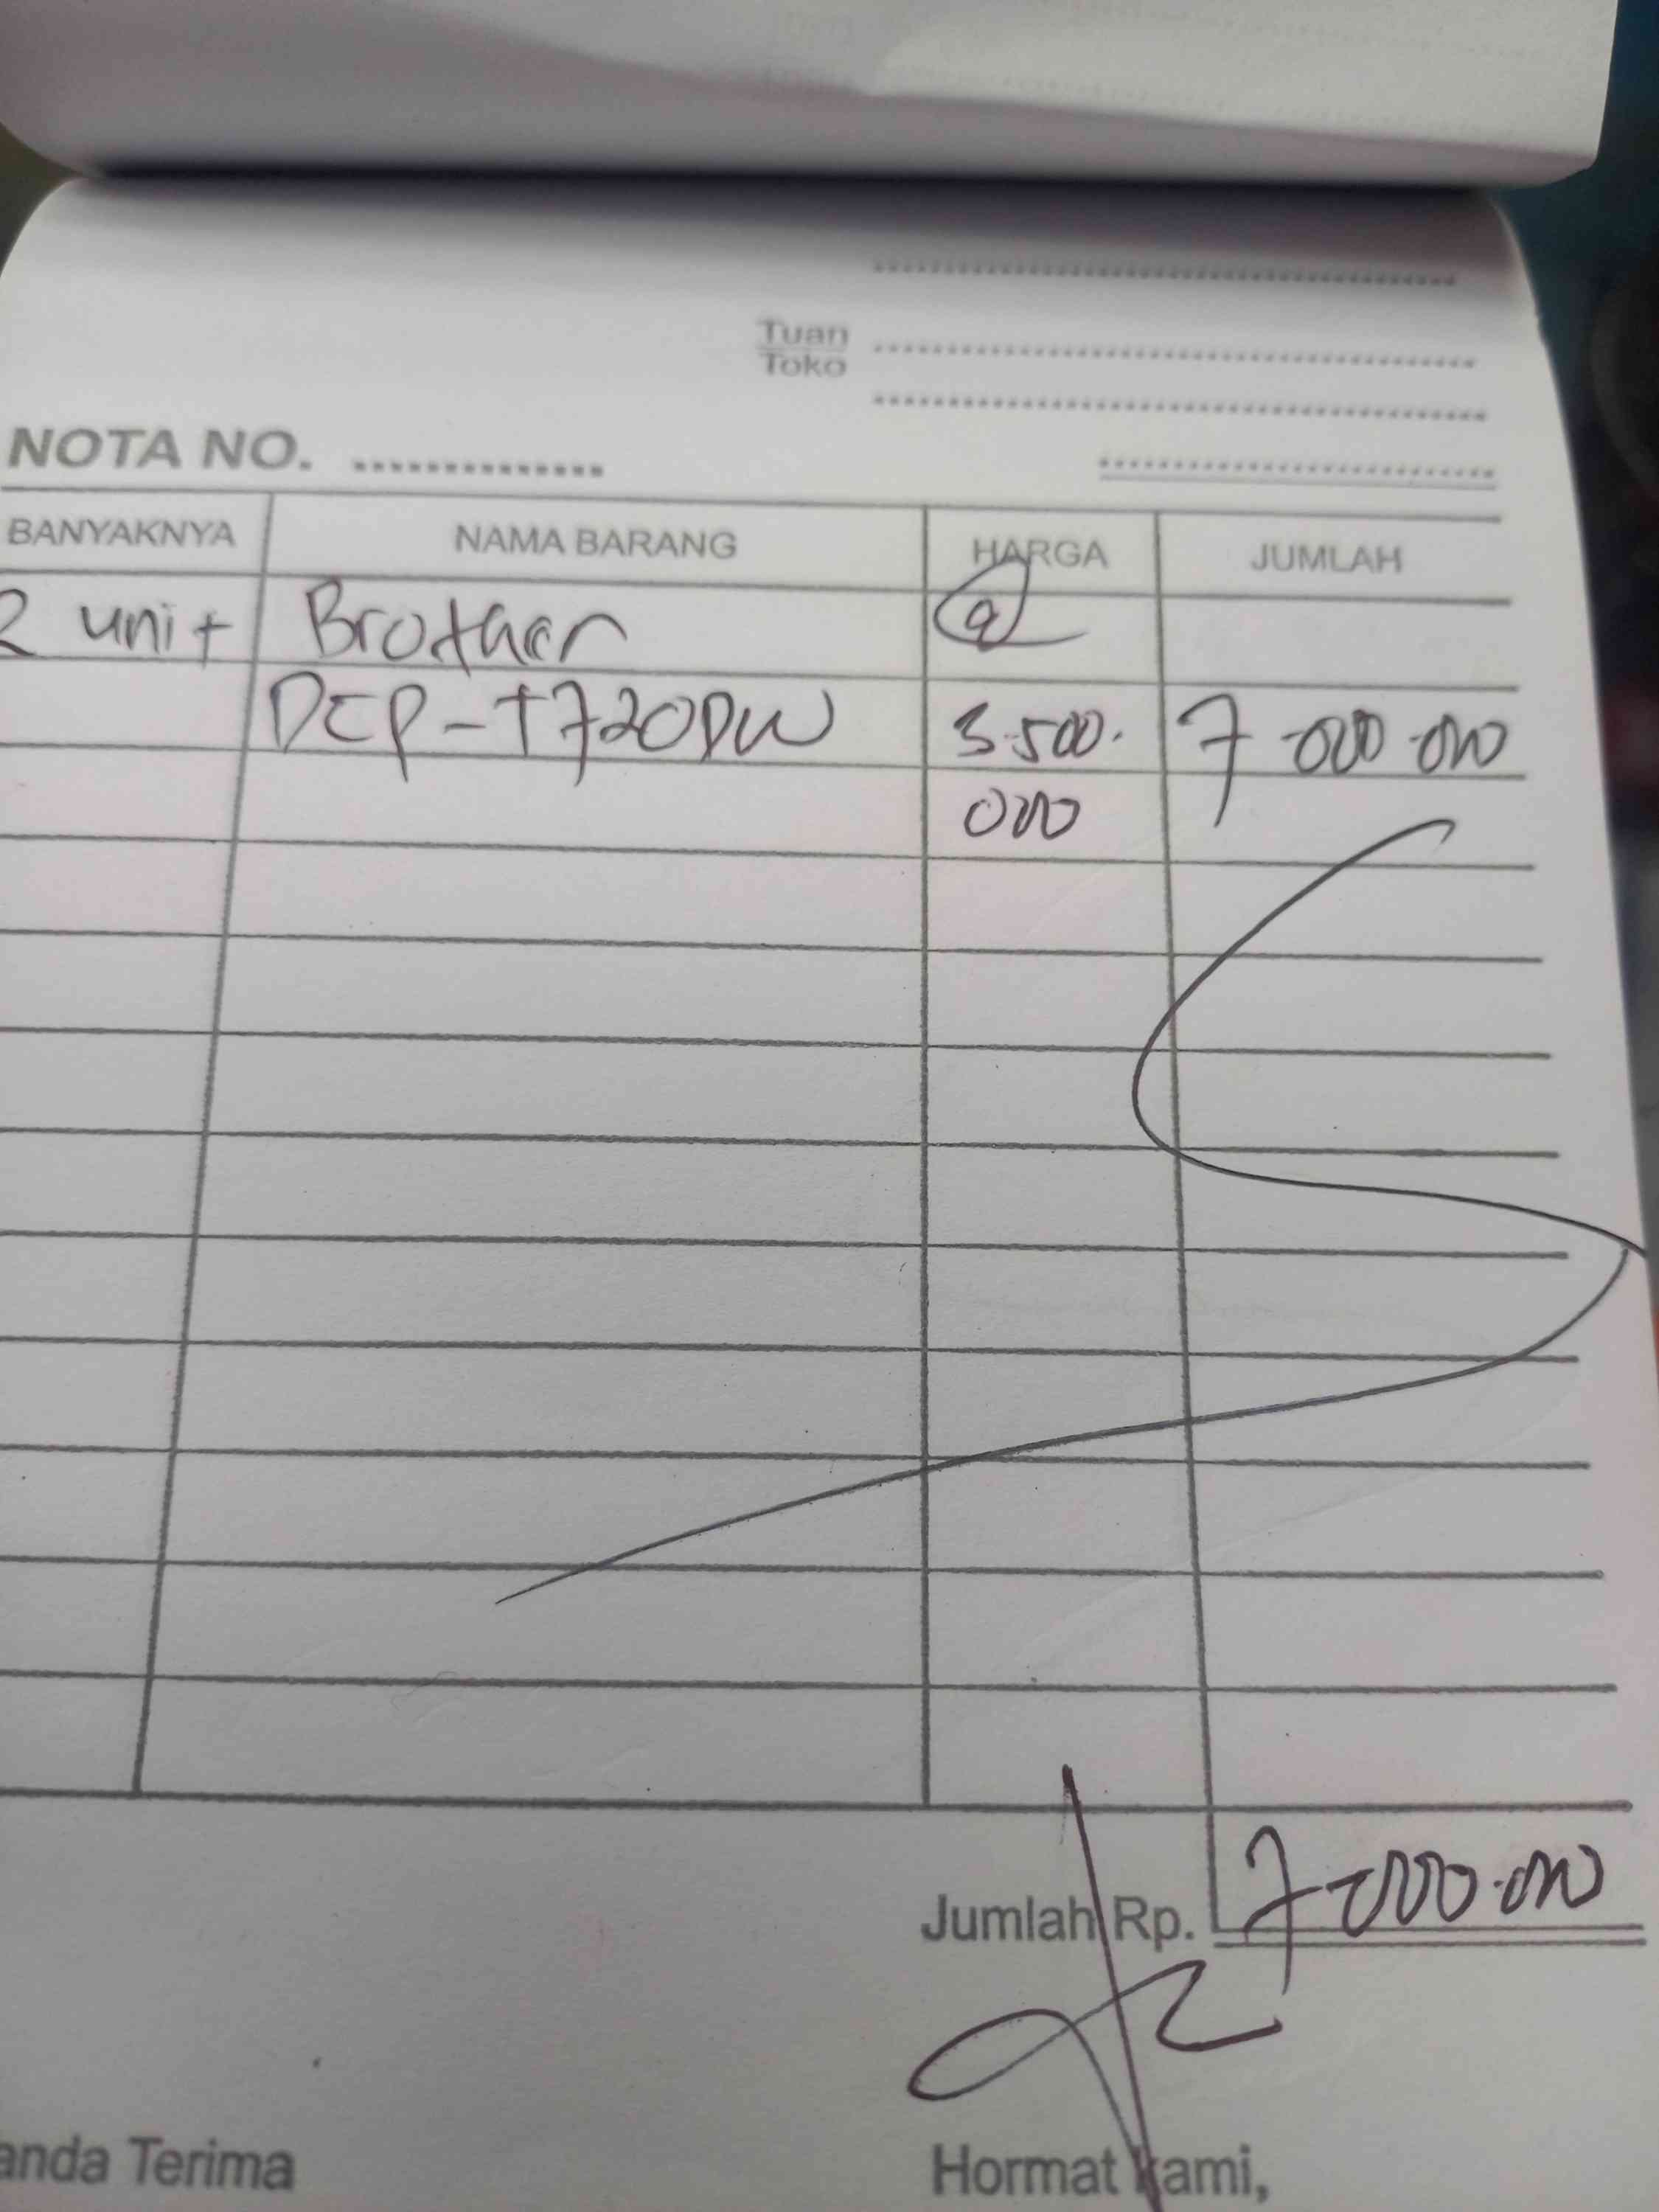 Tuan
Toko
NOTA NO.
BANYAKNYA NAMA BARANG HARGA JUMLAH
2 unit Brother @
DCP-T720DW 3.500. 7.000.000
000
Jumlah Rp. 7.000.000
anda Terima Hormat Kami,